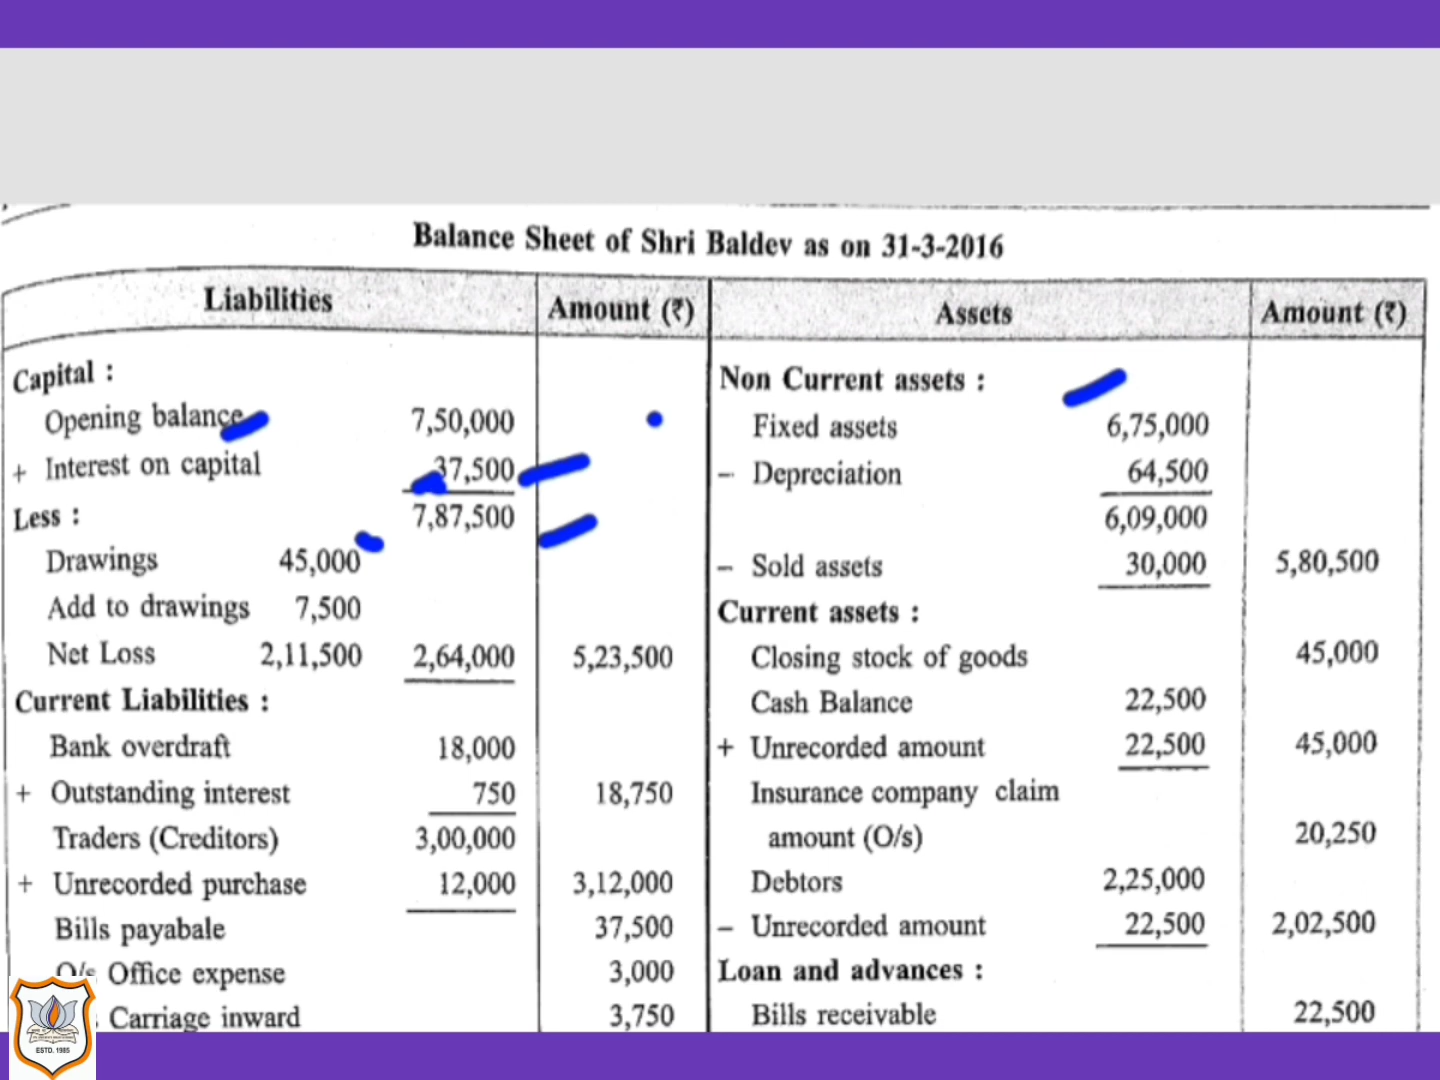 Balance Sheet of Shri Baldev as on 31-3-2016
Liabilities Amount (₹) Assets Amount (₹)
Capital : Non Current assets :
Opening balance 7,50,000 Fixed assets 6,75,000
+ Interest on capital 37,500 – Depreciation 64,500
Less : 7,87,500 6,09,000
Drawings 45,000 – Sold assets 30,000 5,80,500
Add to drawings 7,500 Current assets :
Net Loss 2,11,500 2,64,000 5,23,500 Closing stock of goods 45,000
Current Liabilities : Cash Balance 22,500
Bank overdraft 18,000 + Unrecorded amount 22,500 45,000
+ Outstanding interest 750 18,750 Insurance company claim
Traders (Creditors) 3,00,000 amount (O/s) 20,250
+ Unrecorded purchase 12,000 3,12,000 Debtors 2,25,000
Bills payabale 37,500 – Unrecorded amount 22,500 2,02,500
O/s Office expense 3,000 Loan and advances :
Carriage inward 3,750 Bills receivable 22,500
ESTD. 1985